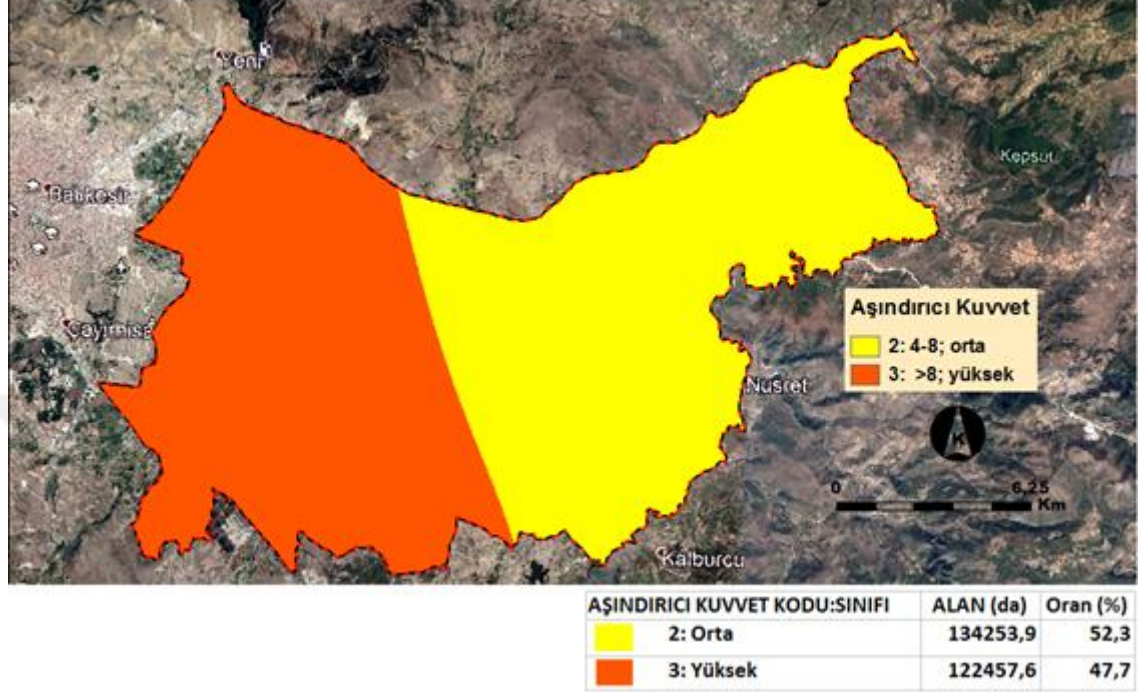 Yeni
Balıkesir
Kepsut
Çayırhisa
Aşındırıcı Kuvvet
2: 4-8; orta
3: >8; yüksek
Nusret
K
0 6,25
Km
Kalburcu
AŞINDIRICI KUVVET KODU:SINIFI ALAN (da) Oran (%)
2: Orta 134253,9 52,3
3: Yüksek 122457,6 47,7